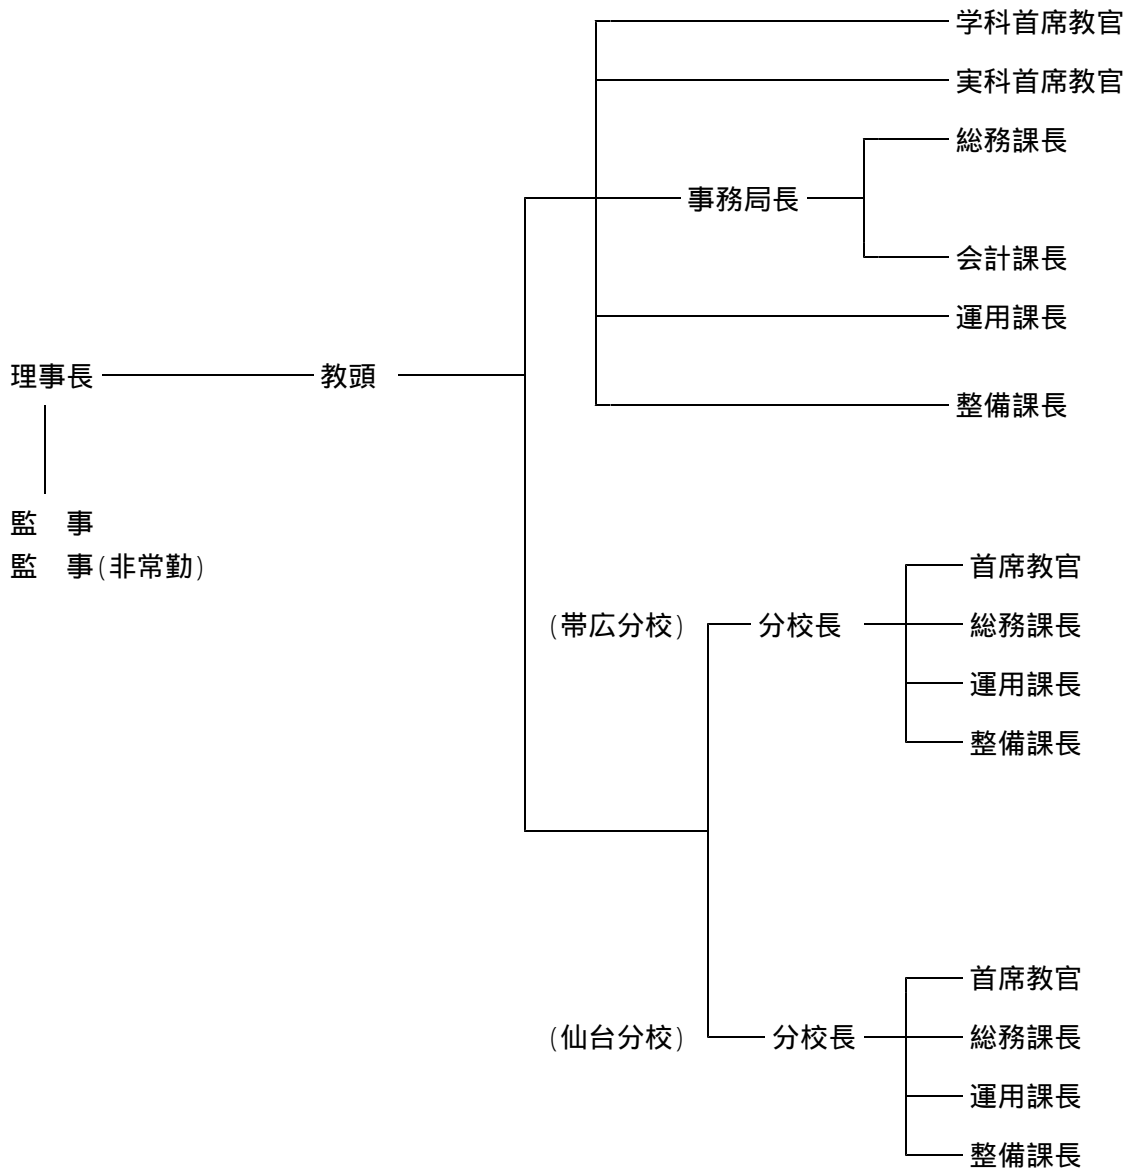 学科首席教官
実科首席教官
総務課長
事務局長
会計課長
運用課長
理事長 教頭
整備課長
監　事
監　事(非常勤)
首席教官
(帯広分校) 分校長 総務課長
運用課長
整備課長
首席教官
(仙台分校) 分校長 総務課長
運用課長
整備課長